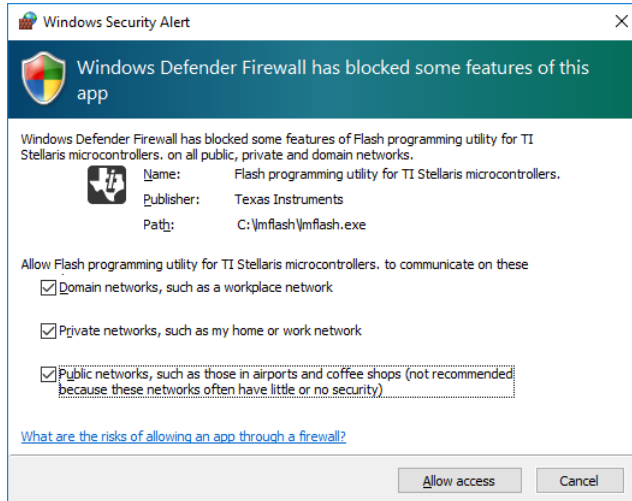 Windows Security Alert
Windows Defender Firewall has blocked some features of this
app
Windows Defender Firewall has blocked some features of Flash programming utility for TI
Stellaris microcontrollers. on all public, private and domain networks.
Name: Flash programming utility for TI Stellaris microcontrollers.
Publisher: Texas Instruments
Path: C:\lmflash\lmflash.exe
Allow Flash programming utility for TI Stellaris microcontrollers. to communicate on these
Domain networks, such as a workplace network
Private networks, such as my home or work network
Public networks, such as those in airports and coffee shops (not recommended
because these networks often have little or no security)
What are the risks of allowing an app through a firewall?
Allow access Cancel